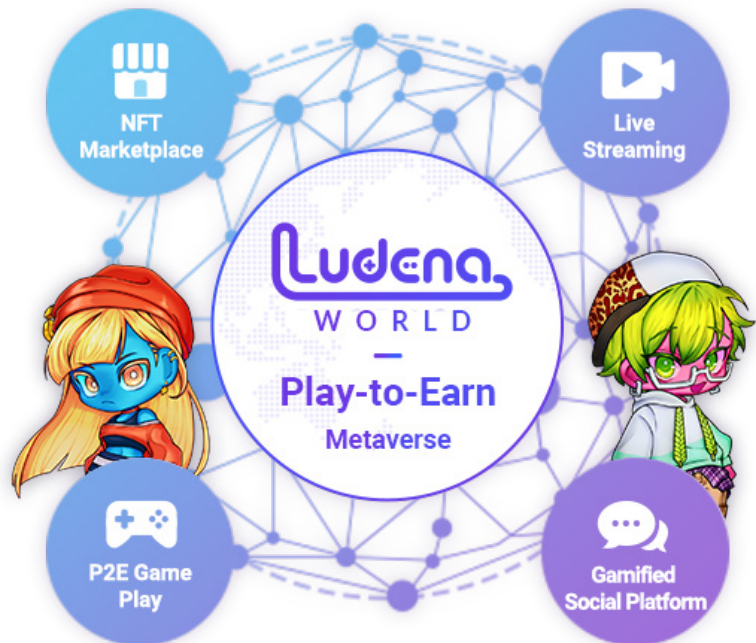 NFT
Marketplace
Live
Streaming
Ludena
WORLD
Play-to-Earn
Metaverse
P2E Game
Play
Gamified
Social Platform